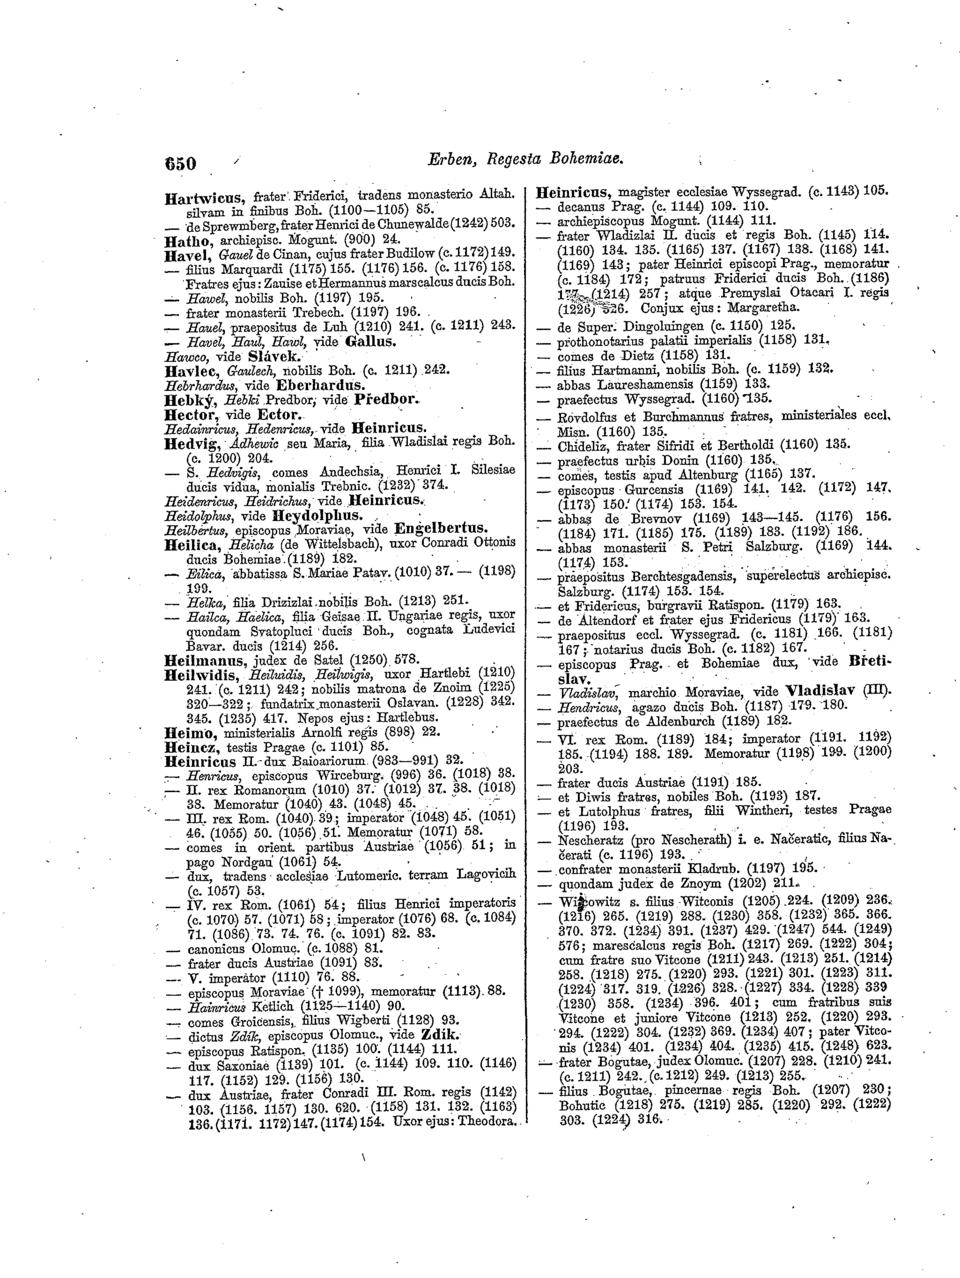 650
Erben, Regesta Bohemiae.
Hartwicus, frater Friderici, tradens monasterio Altah.
silvam in finibus Boh. (1100—1105) 85.
— de Sprewmberg, frater Henrici de Chunewalde (1242) 503.
Hatho, archiepisc. Mogunt. (900) 24.
Havel, Gauel de Cinan, cujus frater Budilow (c. 1172) 149.
— filius Marquardi (1175) 155. (1176) 156. (c. 1176) 158.
Fratres ejus: Zauise et Hermannus marscalcus ducis Boh.
— Hawel, nobilis Boh. (1197) 195.
— frater monasterii Trebech. (1197) 196.
— Hauel, praepositus de Luh (1210) 241. (c. 1211) 243.
— Havel, Haul, Hawl, vide Gallus.
Hawco, vide Slávek.
Havlec, Gaulech, nobilis Boh. (c. 1211) 242.
Hebrhardus, vide Eberhardus.
Hebký, Hebki Predbor, vide Předbor.
Hector, vide Ector.
Hedainricus, Hedenricus, vide Heinricus.
Hedvig, Adhewic seu Maria, filia Wladislai regis Boh.
(c. 1200) 204.
— S. Hedvigis, comes Andechsia, Henrici I. Silesiae
ducis vidua, monialis Trebnic. (1232) 374.
Heidenricus, Heidrichus, vide Heinricus.
Heidolphus, vide Heydolphus.
Heilbertus, episcopus Moraviae, vide Engelbertus.
Heilica, Helicha (de Wittelsbach), uxor Conradi Ottonis
ducis Bohemiae (1189) 182.
— Eilica, abbatissa S. Mariae Patav. (1010) 37. — (1198)
199.
— Helka, filia Drizizlai nobilis Boh. (1213) 251.
— Hailca, Haelica, filia Geisae II. Ungariae regis, uxor
quondam Svatopluci ducis Boh., cognata Ludevici
Bavar. ducis (1214) 256.
Heilmanus, judex de Satel (1250) 578.
Heilwidis, Heiluidis, Heilwigis, uxor Hartlebi (1210)
241. (c. 1211) 242; nobilis matrona de Znoim (1225)
320—322; fundatrix monasterii Oslavan. (1228) 342.
345. (1235) 417. Nepos ejus: Hartlebus.
Heimo, ministerialis Arnolfi regis (898) 22.
Heincz, testis Pragae (c. 1101) 85.
Heinricus II. dux Baioariorum (983—991) 32.
— Henricus, episcopus Wirceburg. (996) 36. (1018) 38.
— II. rex Romanorum (1010) 37. (1012) 37. 38. (1018)
38. Memoratur (1040) 43. (1048) 45.
— III. rex Rom. (1040) 39; imperator (1048) 45. (1051)
46. (1055) 50. (1056) 51. Memoratur (1071) 58.
— comes in orient. partibus Austriae (1056) 51; in
pago Nordgau (1061) 54.
— dux, tradens acclesiae Lutomeric. terram Lagovicih
(c. 1057) 53.
— IV. rex Rom. (1061) 54; filius Henrici imperatoris
(c. 1070) 57. (1071) 58; imperator (1076) 68. (c. 1084)
71. (1086) 73. 74. 76. (c. 1091) 82. 83.
— canonicus Olomuc. (c. 1088) 81.
— frater ducis Austriae (1091) 83.
— V. imperator (1110) 76. 88.
— episcopus Moraviae († 1099), memoratur (1113) 88.
— Hainricus Ketlich (1125—1140) 90.
— comes Groicensis, filius Wigberti (1128) 93.
— dictus Zdik, episcopus Olomuc., vide Zdík.
— episcopus Ratispon. (1135) 100. (1144) 111.
— dux Saxoniae (1139) 101. (c. 1144) 109. 110. (1146)
117. (1152) 129. (1156) 130.
— dux Austriae, frater Conradi III. Rom. regis (1142)
103. (1156. 1157) 130. 620. (1158) 131. 132. (1163)
136. (1171. 1172) 147. (1174) 154. Uxor ejus: Theodora.
Heinricus, magister ecclesiae Wyssegrad. (c. 1143) 105.
— decanus Prag. (c. 1144) 109. 110.
— archiepiscopus Mogunt. (1144) 111.
— frater Wladizlai II. ducis et regis Boh. (1145) 114.
(1160) 134. 135. (1165) 137. (1167) 138. (1168) 141.
(1169) 143; pater Heinrici episcopi Prag., memoratur
(c. 1184) 172; patruus Friderici ducis Boh. (1186)
(1214) 257; atque Premyslai Otacari I. regis
(1226) 326. Conjux ejus: Margaretha.
— de Super. Dingoluingen (c. 1150) 125.
— prothonotarius palatii imperialis (1158) 131.
— comes de Dietz (1158) 131.
— filius Hartmanni, nobilis Boh. (c. 1159) 132.
— abbas Laureshamensis (1159) 133.
— praefectus Wyssegrad. (1160) 135.
— Rovdolfus et Burchmannus fratres, ministeriales eccl.
Misn. (1160) 135.
— Chideliz, frater Sifridi et Bertholdi (1160) 135.
— praefectus urbis Donin (1160) 135.
— comes, testis apud Altenburg (1165) 137.
— episcopus Gurcensis (1169) 141. 142. (1172) 147.
(1173) 150. (1174) 153. 154.
— abbas de Brevnov (1169) 143—145. (1176) 156.
(1184) 171. (1185) 175. (1189) 183. (1192) 186.
— abbas monasterii S. Petri Salzburg. (1169) 144.
(1174) 153.
— praepositus Berchtesgadensis, superelectus archiepisc.
Salzburg. (1174) 153. 154.
— et Fridericus, burgravii Ratispon. (1179) 163.
— de Altendorf et frater ejus Fridericus (1179) 163.
— praepositus eccl. Wyssegrad. (c. 1181) 166. (1181)
167; notarius ducis Boh. (c. 1182) 167.
— episcopus Prag. et Bohemiae dux, vide Břeti-
slav.
— Vladislav, marchio Moraviae, vide Vladislav (III).
— Hendricus, agazo ducis Boh. (1187) 179. 180.
— praefectus de Aldenburch (1189) 182.
— VI. rex Rom. (1189) 184; imperator (1191. 1192)
185. (1194) 188. 189. Memoratur (1198) 199. (1200)
203.
— frater ducis Austriae (1191) 185.
— et Diwis fratres, nobiles Boh. (1193) 187.
— et Lutolphus fratres, filii Wintheri, testes Pragae
(1196) 193.
— Nescheratz (pro Nescherath) i. e. Načeratic, filius Na-
čerati (c. 1196) 193.
— confrater monasterii Kladrub. (1197) 195.
— quondam judex de Znoym (1202) 211.
— s. filius Witconis (1205) 224. (1209) 236.
(1216) 265. (1219) 288. (1230) 358. (1232) 365. 366.
370. 372. (1234) 391. (1237) 429. (1247) 544. (1249)
576; marescalcus regis Boh. (1217) 269. (1222) 304;
cum fratre suo Vitcone (1211) 243. (1213) 251. (1214)
258. (1218) 275. (1220) 293. (1221) 301. (1223) 311.
(1224) 317. 319. (1226) 328. (1227) 334. (1228) 339
(1230) 358. (1234) 396. 401; cum fratribus suis
Vitcone et juniore Vitcone (1213) 252. (1220) 293.
294. (1222) 304. (1232) 369. (1234) 407; pater Vitco-
nis (1234) 401. (1234) 404. (1235) 415. (1248) 623.
— frater Bogutae, judex Olomuc. (1207) 228. (1210) 241.
(c. 1211) 242. (c. 1212) 249. (1213) 255.
— filius Bogutae, pincernae regis Boh. (1207) 230;
Bohutic (1218) 275. (1219) 285. (1220) 292. (1222)
303. (1224) 316.